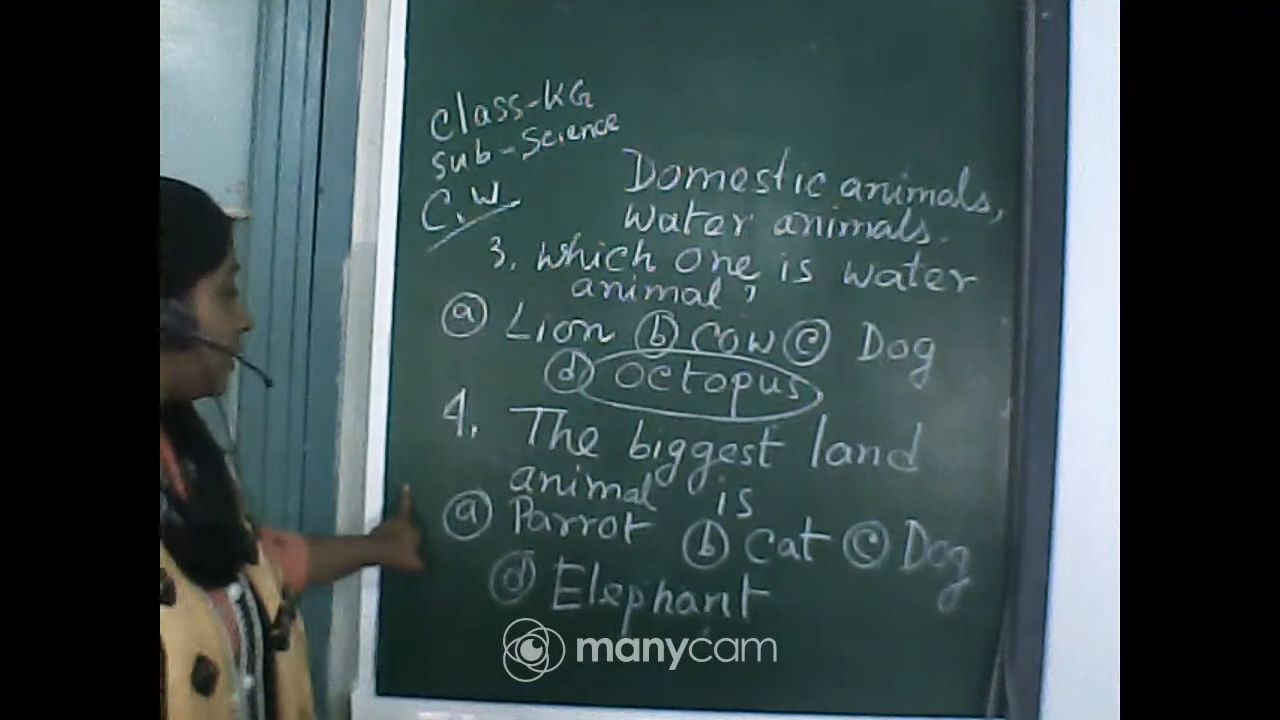 Class-KG
Sub-Science
C.W.
Domestic animals,
Water animals.
3. Which one is water
animal?
(a) Lion (b) Cow (c) Dog
(d) Octopus
4. The biggest land
animal is
(a) Parrot (b) Cat (c) Dog
(d) Elephant
manycam